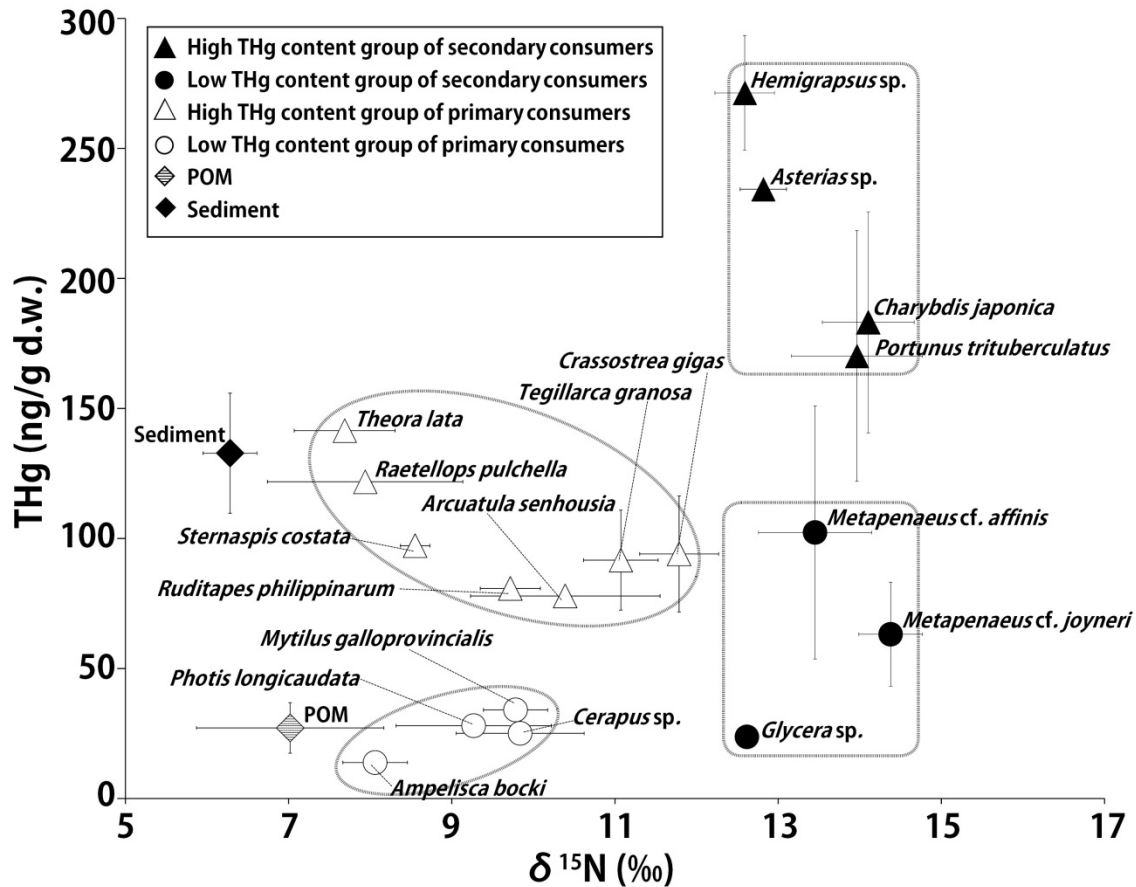 300
High THg content group of secondary consumers
Low THg content group of secondary consumers
High THg content group of primary consumers
Low THg content group of primary consumers
POM
Sediment
Hemigrapsus sp.
250
Asterias sp.
200
Charybdis japonica
Portunus trituberculatus
Crassostrea gigas
Tegillarca granosa
150
Theora lata
Sediment
Raetellops pulchella
Arcuatula senhousia
100
Metapenaeus cf. affinis
Sternaspis costata
Ruditapes philippinarum
Metapenaeus cf. joyneri
Mytilus galloprovincialis
50
Photis longicaudata
POM
Cerapus sp.
Glycera sp.
Ampelisca bocki
0
THg (ng/g d.w.)
5 7 9 11 13 15 17
δ ¹⁵N (‰)